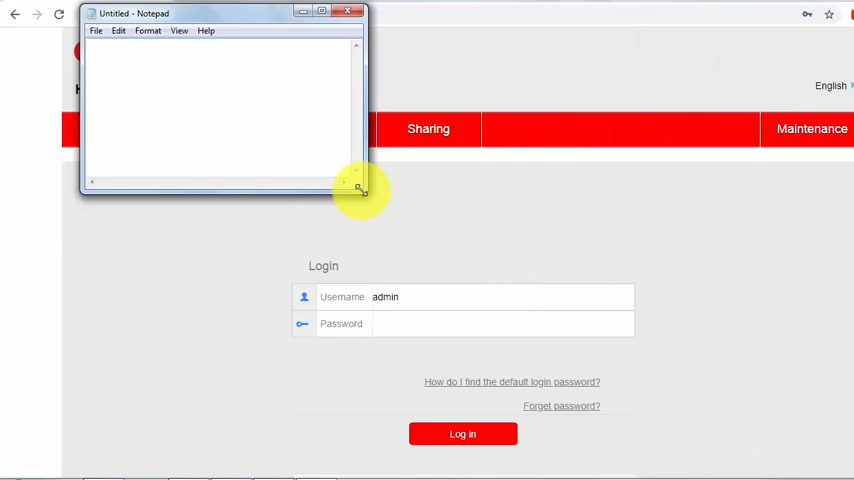 Untitled - Notepad
File Edit Format View Help
English
Sharing
Maintenance
Login
Username admin
Password
How do I find the default login password?
Forget password?
Log in